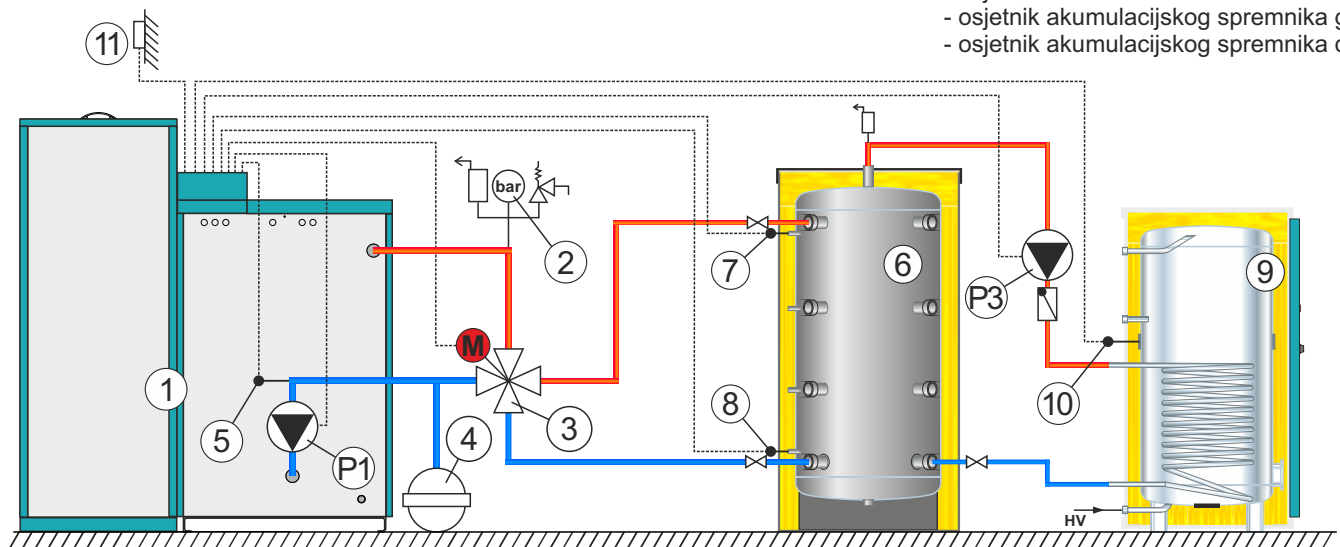 - osjetnik akumulacijskog spremnika g
- osjetnik akumulacijskog spremnika
11
bar
2
7
6
P3
9
M
1
5
3
8
10
4
P1
HV